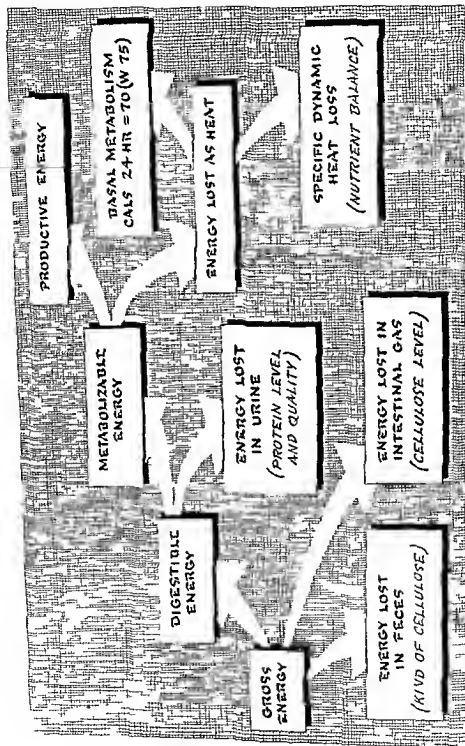 PRODUCTIVE ENERGY
METABOLIZABLE
ENERGY
BASAL METABOLISM
CALS 24 HR = 70 (W 75)
DIGESTIBLE
ENERGY
ENERGY LOST AS HEAT
ENERGY LOST
IN URINE
(PROTEIN LEVEL
AND QUALITY)
GROSS
ENERGY
SPECIFIC DYNAMIC
HEAT LOSS
(NUTRIENT BALANCE)
ENERGY LOST
IN FECES
(KIND OF CELLULOSE)
ENERGY LOST IN
INTESTINAL GAS
(CELLULOSE LEVEL)